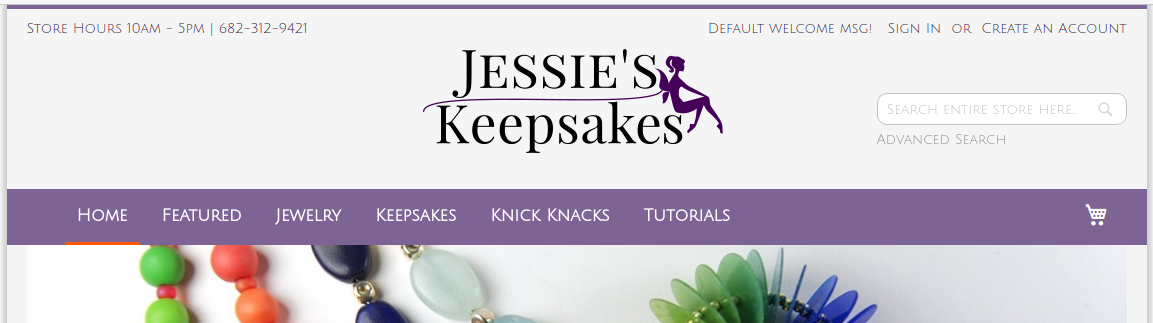 Store Hours 10am - 5pm | 682-312-9421
Default welcome msg! Sign In or Create an Account
Jessie's
Keepsakes
Search entire store here...
Advanced Search
Home Featured Jewelry Keepsakes Knick Knacks Tutorials